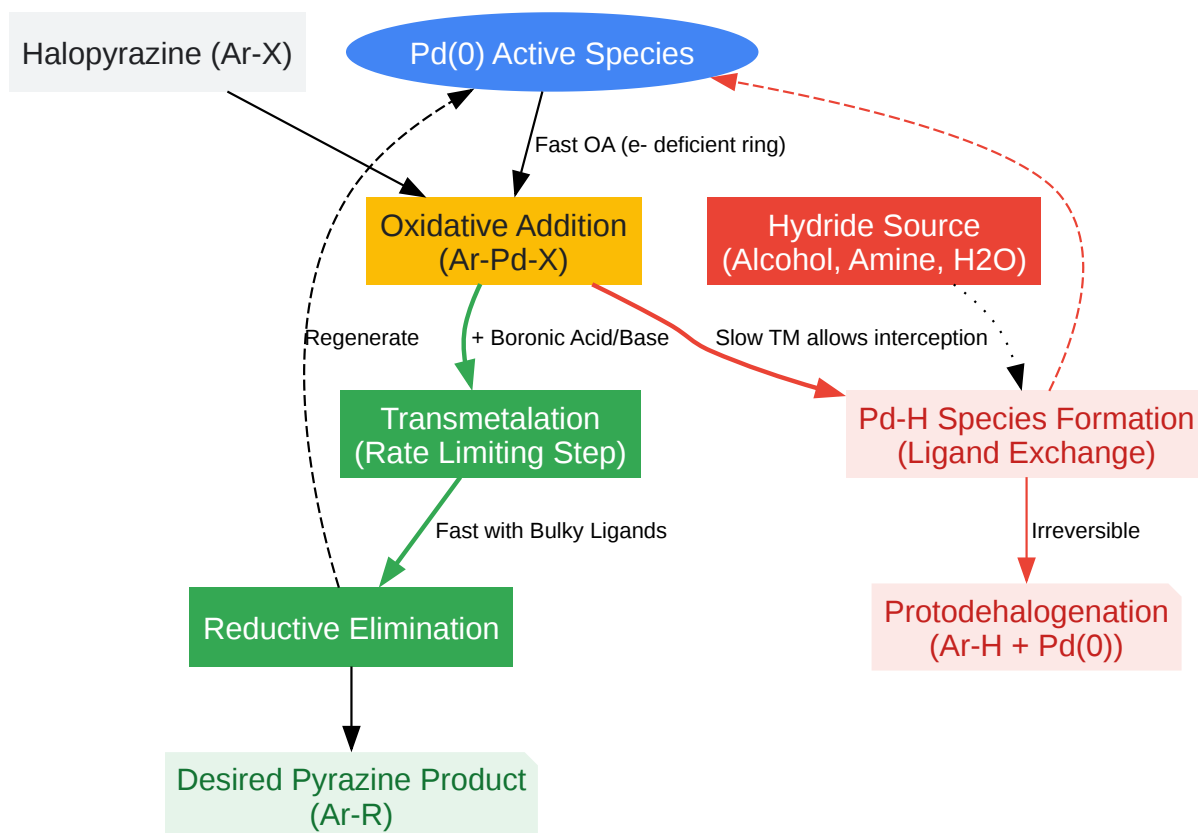 Halopyrazine (Ar-X)
Pd(0) Active Species
Fast OA (e- deficient ring)
Oxidative Addition
(Ar-Pd-X)
Hydride Source
(Alcohol, Amine, H2O)
Regenerate
+ Boronic Acid/Base
Slow TM allows interception
Transmetalation
(Rate Limiting Step)
Pd-H Species Formation
(Ligand Exchange)
Fast with Bulky Ligands
Irreversible
Reductive Elimination
Protodehalogenation
(Ar-H + Pd(0))
Desired Pyrazine Product
(Ar-R)